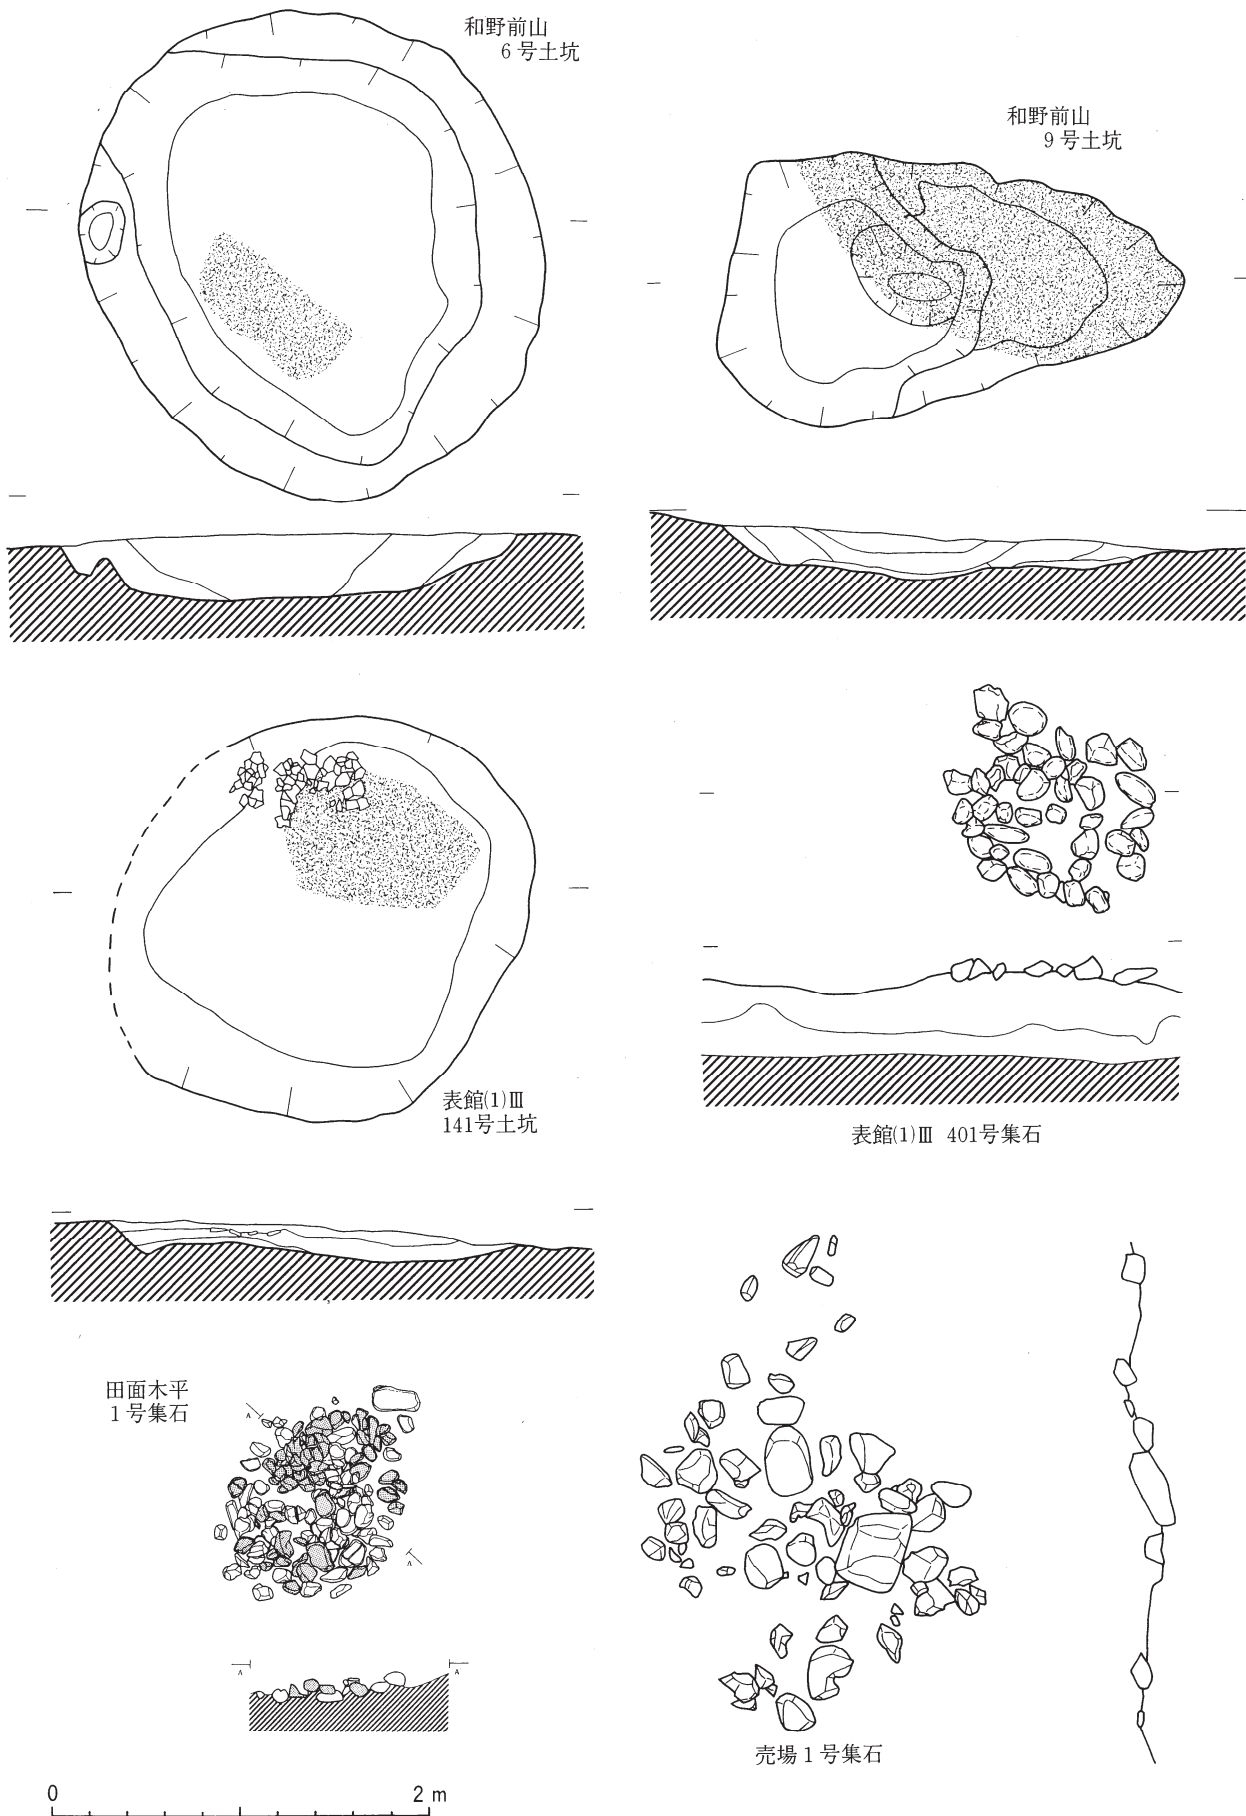 和野前山
6号土坑
和野前山
9号土坑
表館(1)Ⅲ
141号土坑
表館(1)Ⅲ 401号集石
田面木平
1号集石
A
A
A
A
売場1号集石
0 2 m